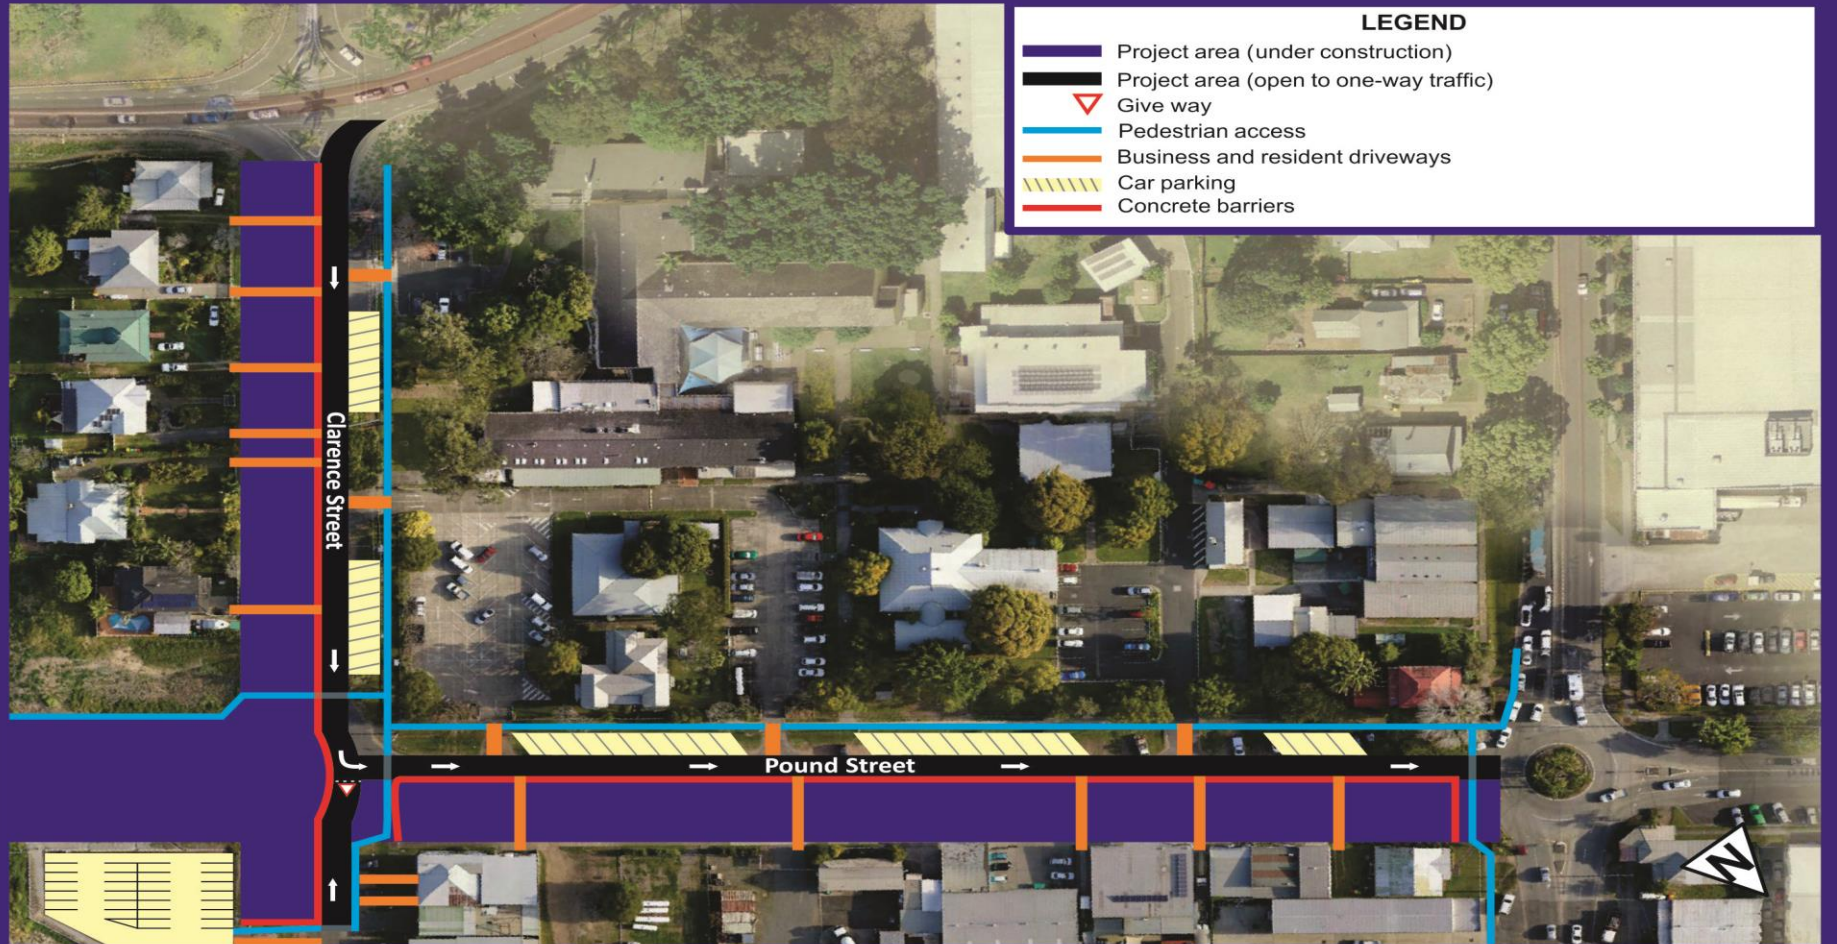 LEGEND
Project area (under construction)
Project area (open to one-way traffic)
Give way
Pedestrian access
Business and resident driveways
Car parking
Concrete barriers
Clarence Street
Pound Street
N